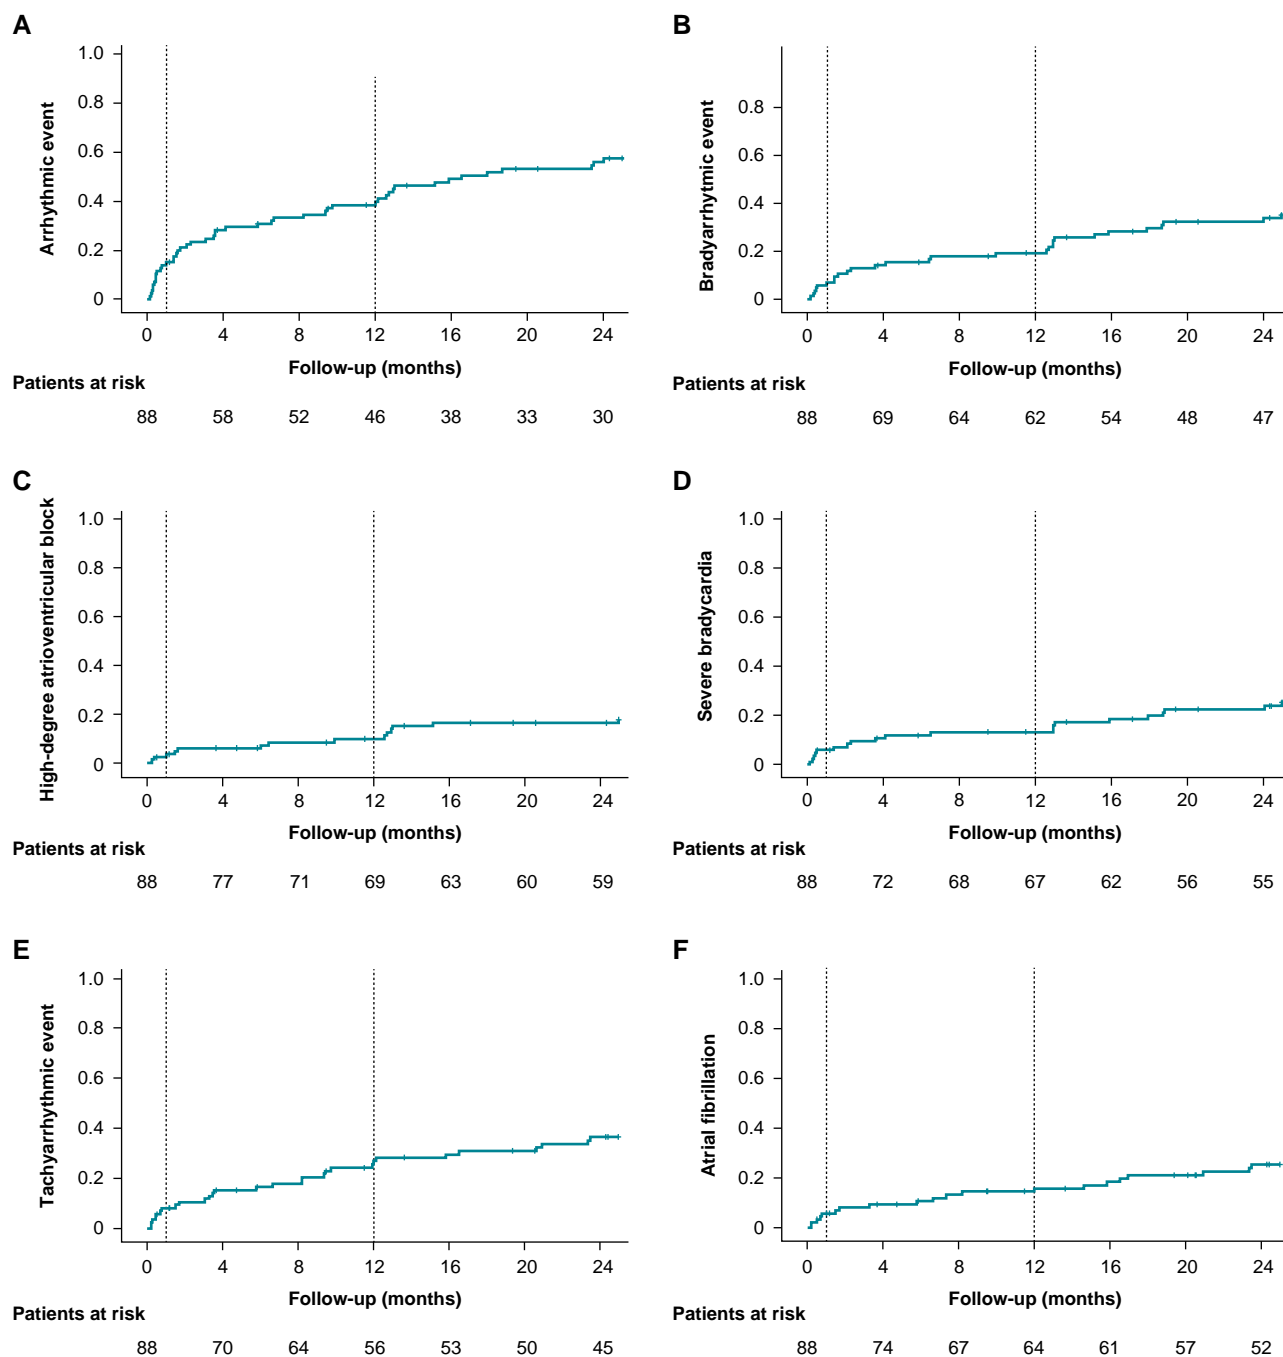 A
Arrhythmic event
1.0
0.8
0.6
0.4
0.2
0
0 4 8 12 16 20 24
Follow-up (months)
Patients at risk
88 58 52 46 38 33 30
B
Bradyarrhytmic event
0.8
0.6
0.4
0.2
0
0 4 8 12 16 20 24
Follow-up (months)
Patients at risk
88 69 64 62 54 48 47
C
High-degree atrioventricular block
1.0
0.8
0.6
0.4
0.2
0
0 4 8 12 16 20 24
Follow-up (months)
Patients at risk
88 77 71 69 63 60 59
D
Severe bradycardia
1.0
0.8
0.6
0.4
0.2
0
0 4 8 12 16 20 24
Follow-up (months)
Patients at risk
88 72 68 67 62 56 55
E
Tachyarrhythmic event
1.0
0.8
0.6
0.4
0.2
0
0 4 8 12 16 20 24
Follow-up (months)
Patients at risk
88 70 64 56 53 50 45
F
Atrial fibrillation
1.0
0.8
0.6
0.4
0.2
0
0 4 8 12 16 20 24
Follow-up (months)
Patients at risk
88 74 67 64 61 57 52